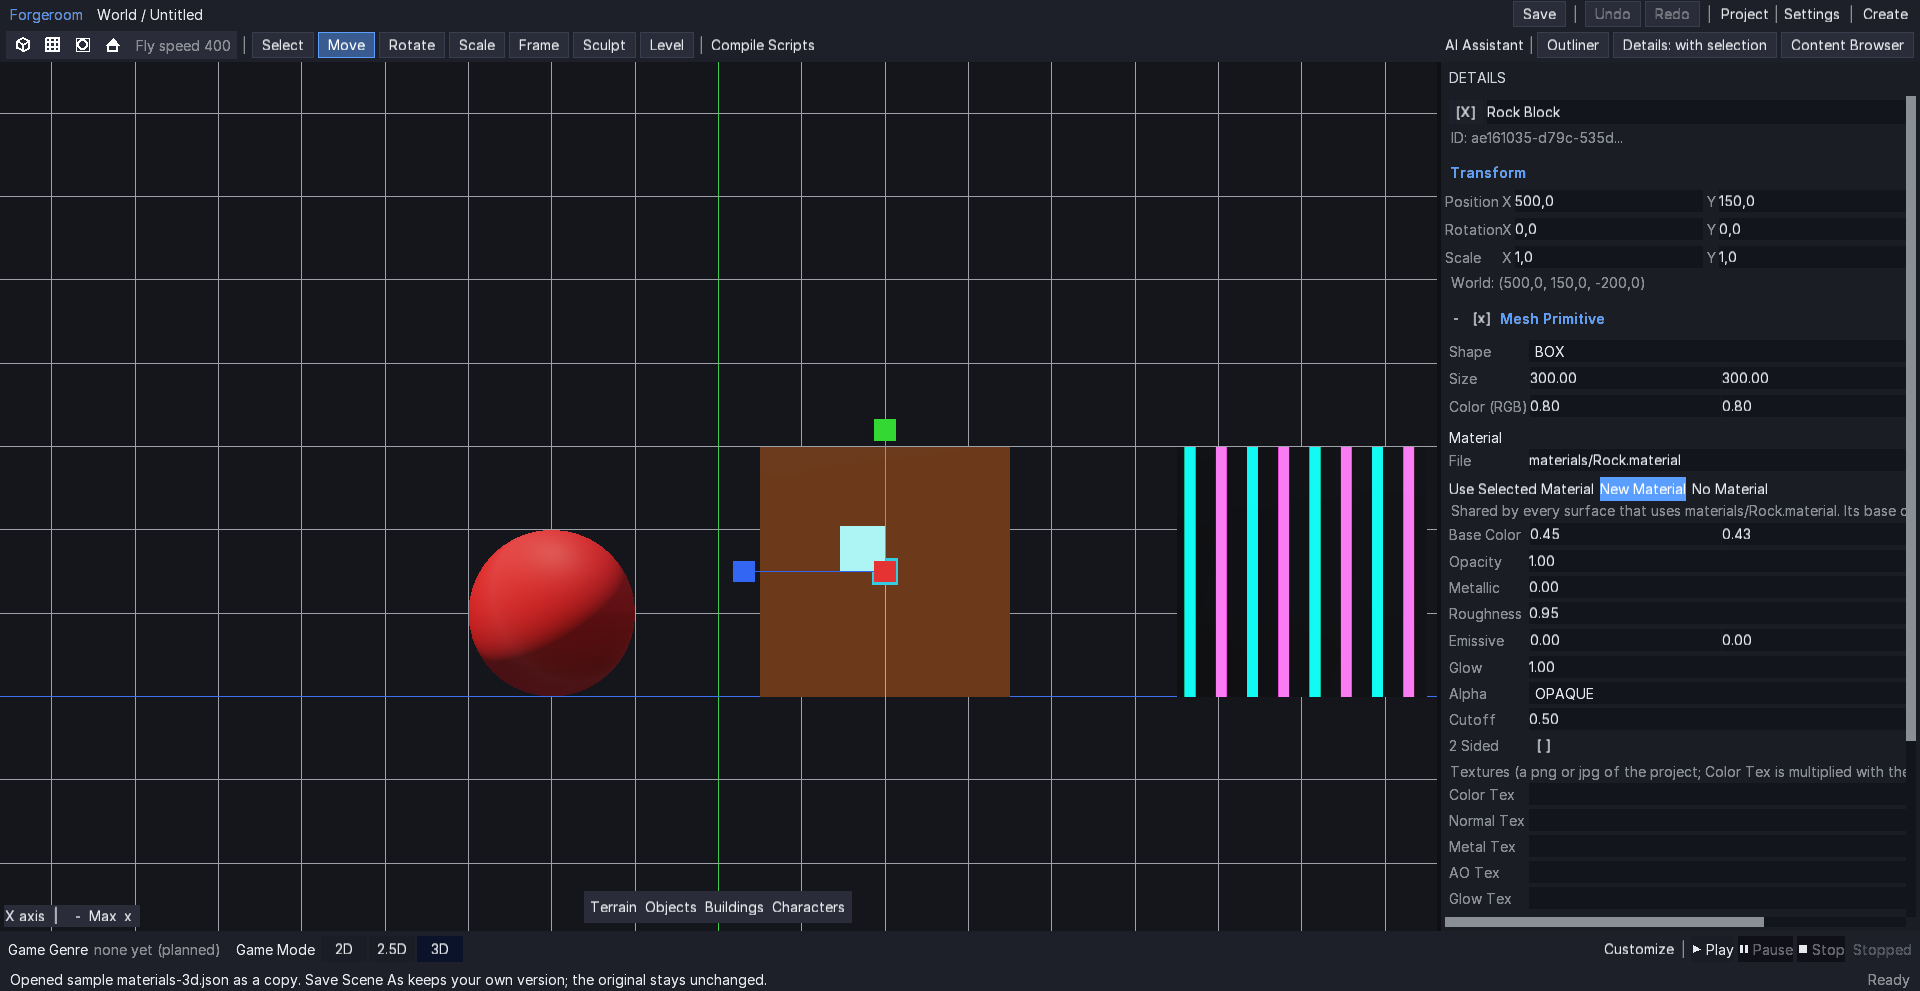 Forgeroom World / Untitled
Save | Undo Redo | Project | Settings | Create
Fly speed 400 | Select Move Rotate Scale Frame Sculpt Level | Compile Scripts
AI Assistant | Outliner Details: with selection Content Browser
DETAILS
[X] Rock Block
ID: ae161035-d79c-535d...
Transform
Position X 500,0 Y 150,0
Rotation X 0,0 Y 0,0
Scale X 1,0 Y 1,0
World: (500,0, 150,0, -200,0)
- [x] Mesh Primitive
Shape BOX
Size 300.00 300.00
Color (RGB) 0.80 0.80
Material
File materials/Rock.material
Use Selected Material New Material No Material
Shared by every surface that uses materials/Rock.material. Its base c
Base Color 0.45 0.43
Opacity 1.00
Metallic 0.00
Roughness 0.95
Emissive 0.00 0.00
Glow 1.00
Alpha OPAQUE
Cutoff 0.50
2 Sided [ ]
Textures (a png or jpg of the project; Color Tex is multiplied with the
Color Tex
Normal Tex
Metal Tex
AO Tex
Glow Tex
Terrain Objects Buildings Characters
X axis | - Max x
Game Genre none yet (planned) Game Mode 2D 2.5D 3D
Customize | Play Pause Stop Stopped
Opened sample materials-3d.json as a copy. Save Scene As keeps your own version; the original stays unchanged.
Ready